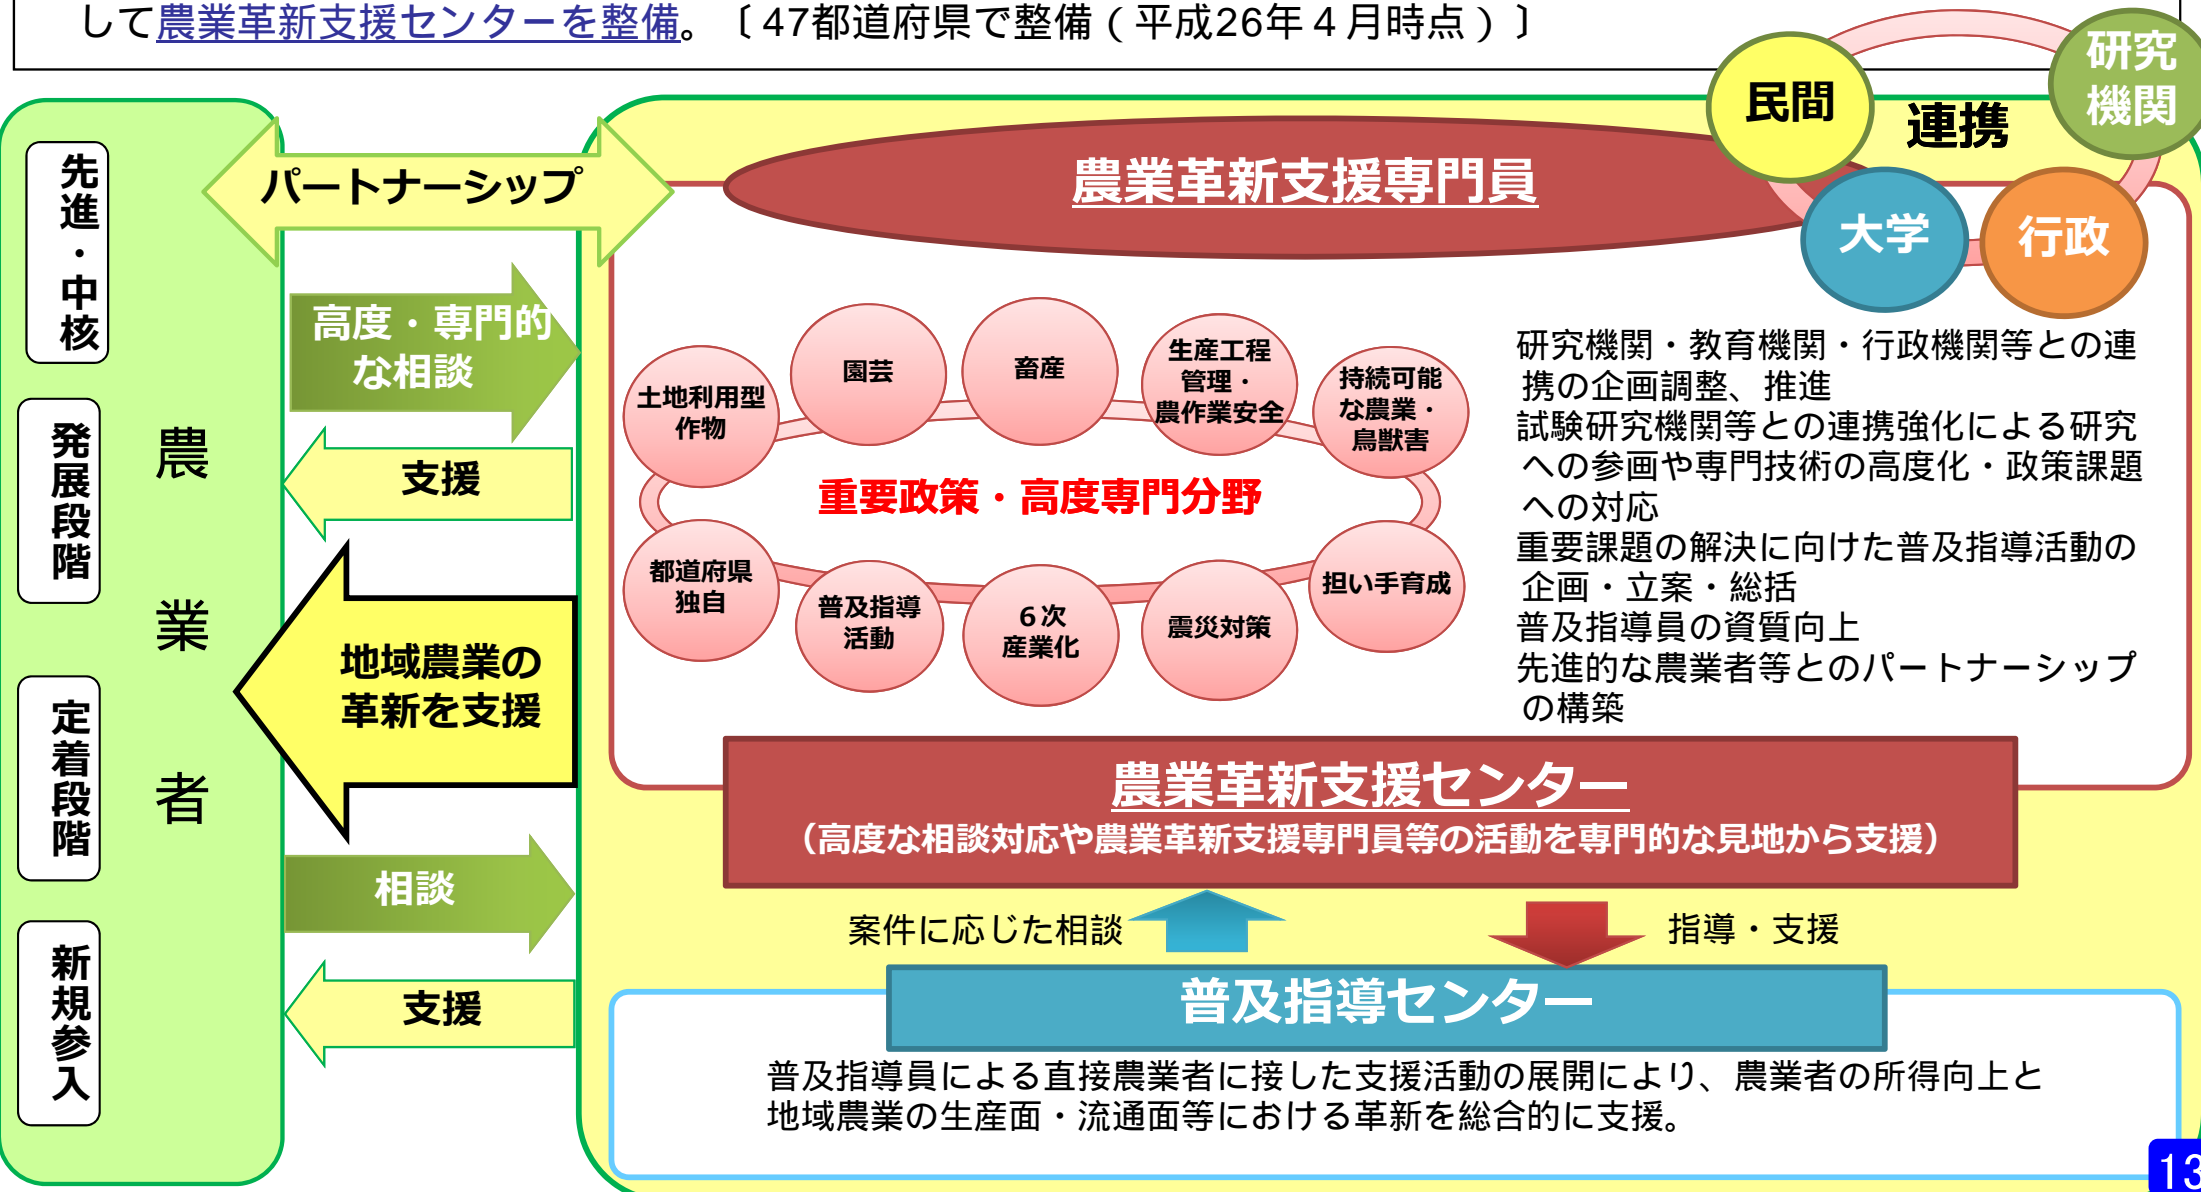 して農業革新支援センターを整備。〔47都道府県で整備（平成26年４月時点）〕
民間
研究
機関
連携
大学
行政
先進・中核
発展段階
定着段階
新規参入
農業者
パートナーシップ
高度・専門的
な相談
支援
地域農業の
革新を支援
相談
支援
農業革新支援専門員
土地利用型
作物
園芸
畜産
生産工程
管理・
農作業安全
持続可能
な農業・
鳥獣害
重要政策・高度専門分野
都道府県
独自
普及指導
活動
６次
産業化
震災対策
担い手育成
研究機関・教育機関・行政機関等との連
携の企画調整、推進
試験研究機関等との連携強化による研究
への参画や専門技術の高度化・政策課題
への対応
重要課題の解決に向けた普及指導活動の
企画・立案・総括
普及指導員の資質向上
先進的な農業者等とのパートナーシップ
の構築
農業革新支援センター
（高度な相談対応や農業革新支援専門員等の活動を専門的な見地から支援）
案件に応じた相談
指導・支援
普及指導センター
普及指導員による直接農業者に接した支援活動の展開により、農業者の所得向上と
地域農業の生産面・流通面等における革新を総合的に支援。
13